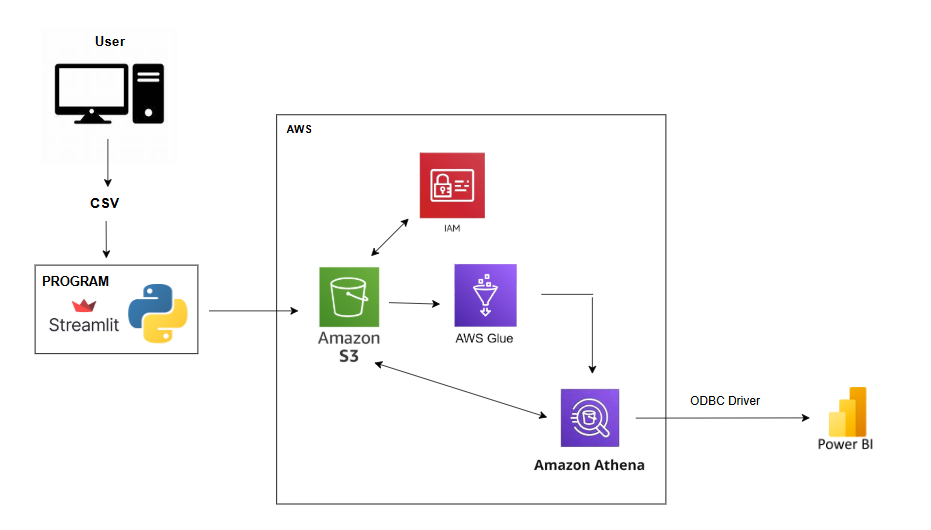 User
AWS
CSV
IAM
PROGRAM
Streamlit
Amazon
S3
AWS Glue
ODBC Driver
Power BI
Amazon Athena